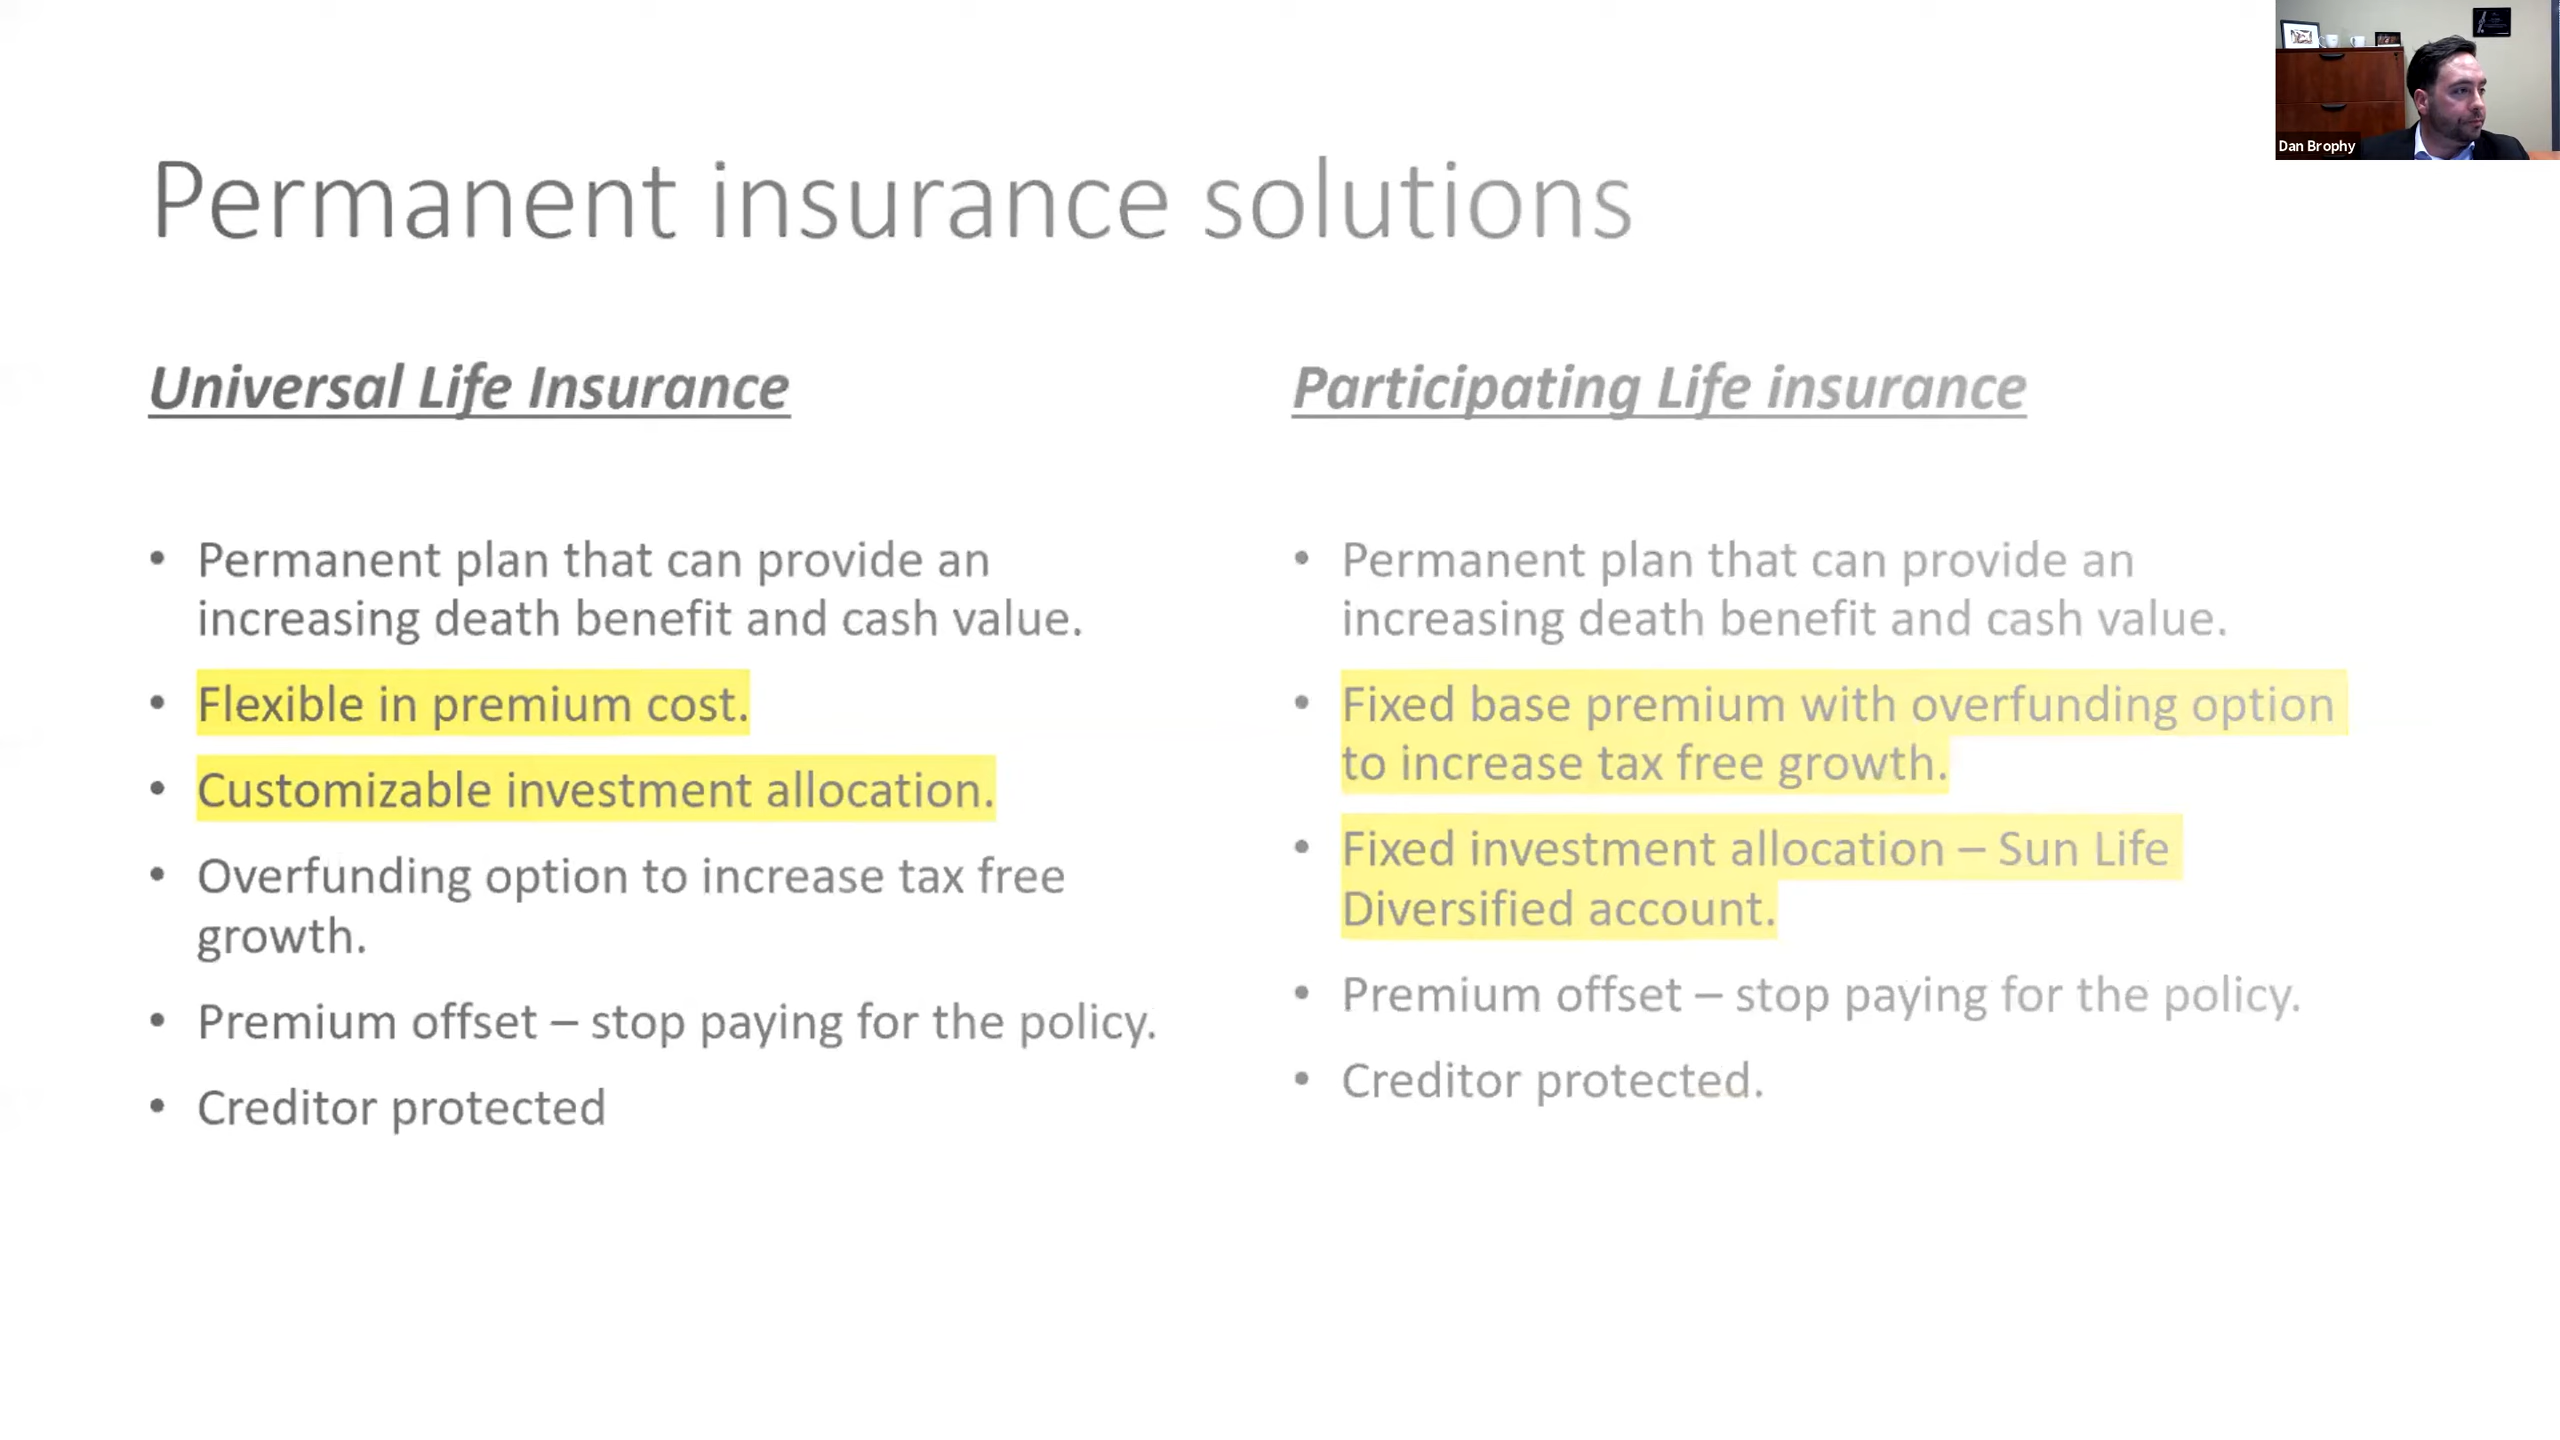 Dan Brophy
Permanent insurance solutions
Universal Life Insurance
• Permanent plan that can provide an
increasing death benefit and cash value.
• Flexible in premium cost.
• Customizable investment allocation.
• Overfunding option to increase tax free
growth.
• Premium offset – stop paying for the policy.
• Creditor protected
Participating Life insurance
• Permanent plan that can provide an
increasing death benefit and cash value.
• Fixed base premium with overfunding option
to increase tax free growth.
• Fixed investment allocation – Sun Life
Diversified account.
• Premium offset – stop paying for the policy.
• Creditor protected.